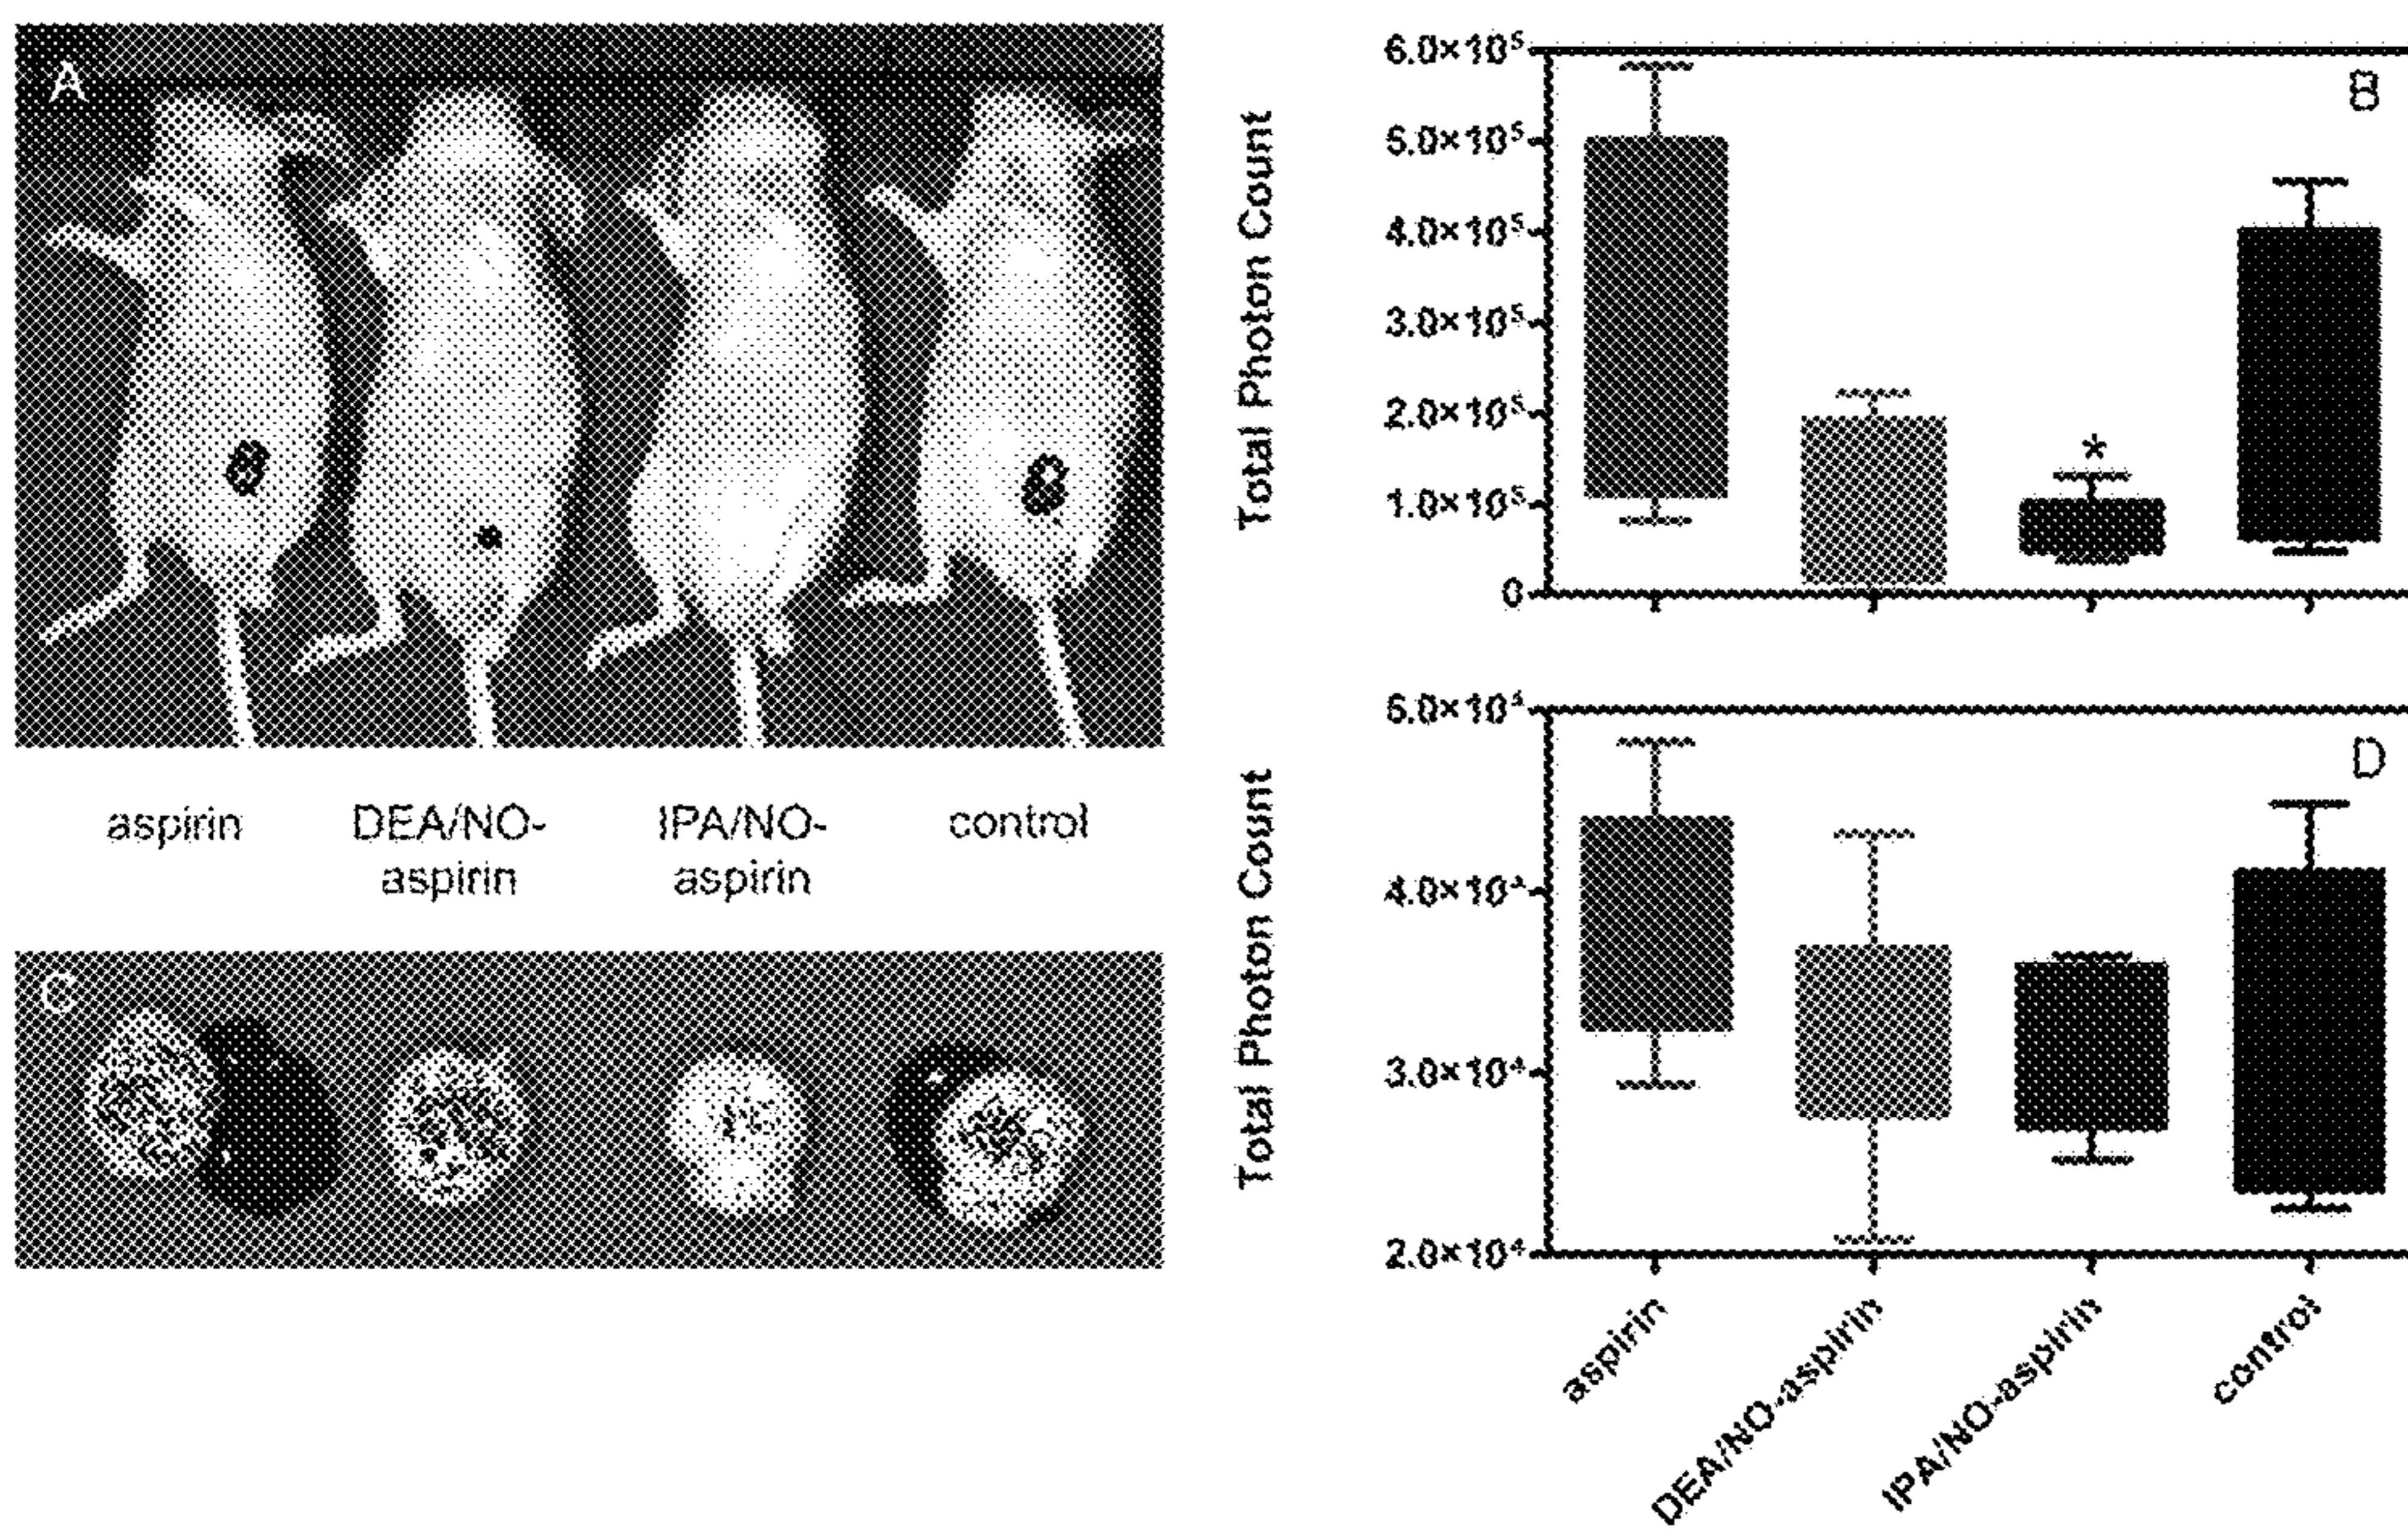 A
aspirin
DEA/NO-
aspirin
IPA/NO-
aspirin
control
C
Total Photon Count
6.0×10⁵
5.0×10⁵
4.0×10⁵
3.0×10⁵
2.0×10⁵
1.0×10⁵
0
B
*
Total Photon Count
5.0×10⁴
4.0×10⁴
3.0×10⁴
2.0×10⁴
D
aspirin
DEA/NO-aspirin
IPA/NO-aspirin
control